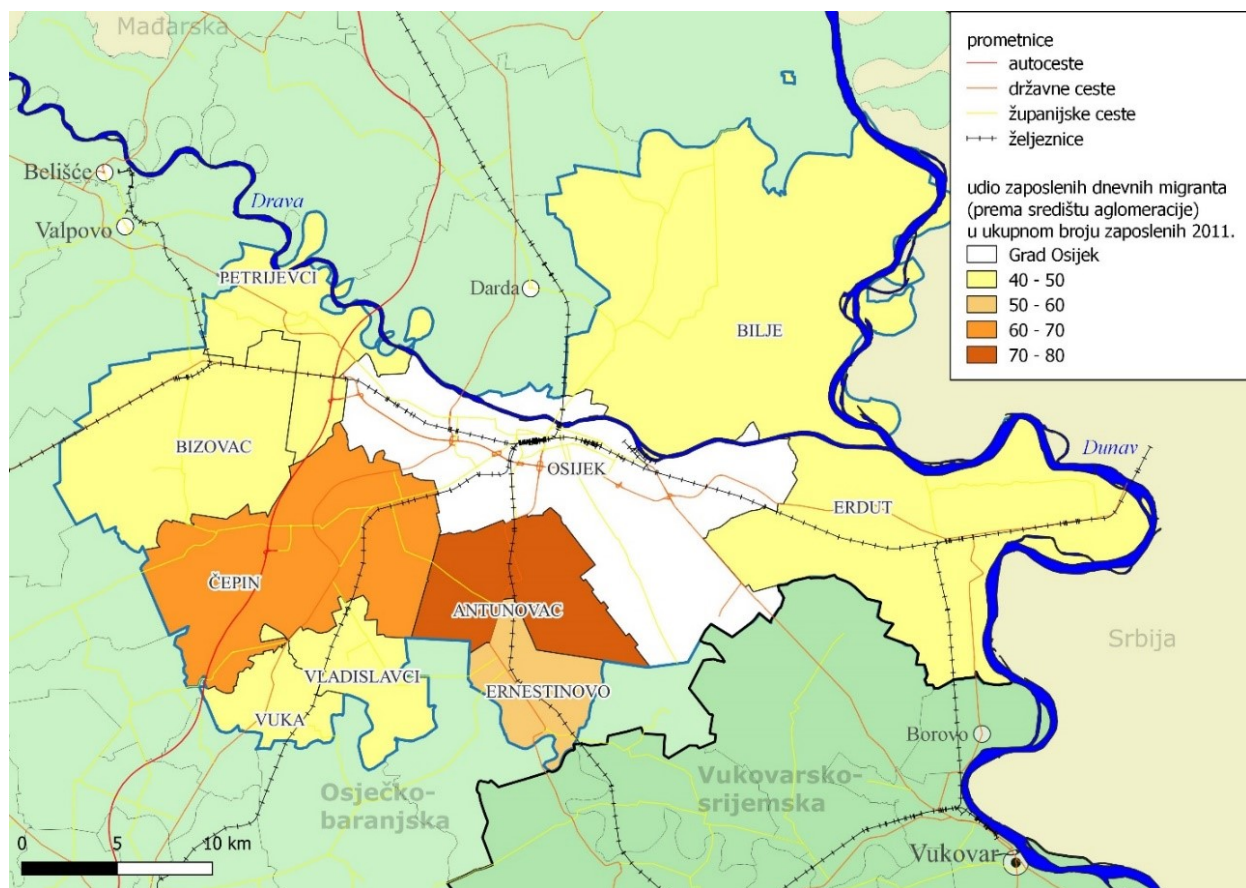 Mađarska
Belišće
Valpovo
Drava
PETRIJEVCI
Darda
BILJE
BIZOVAC
OSIJEK
Dunav
ERDUT
ČEPIN
ANTUNOVAC
Srbija
VLADISLAVCI
ERNESTINOVO
VUKA
Borovo
Osječko-
baranjska
Vukovarsko-
srijemska
Vukovar
0 5 10 km
prometnice
autoceste
državne ceste
županijske ceste
željeznice
udio zaposlenih dnevnih migranta
(prema središtu aglomeracije)
u ukupnom broju zaposlenih 2011.
Grad Osijek
40 - 50
50 - 60
60 - 70
70 - 80